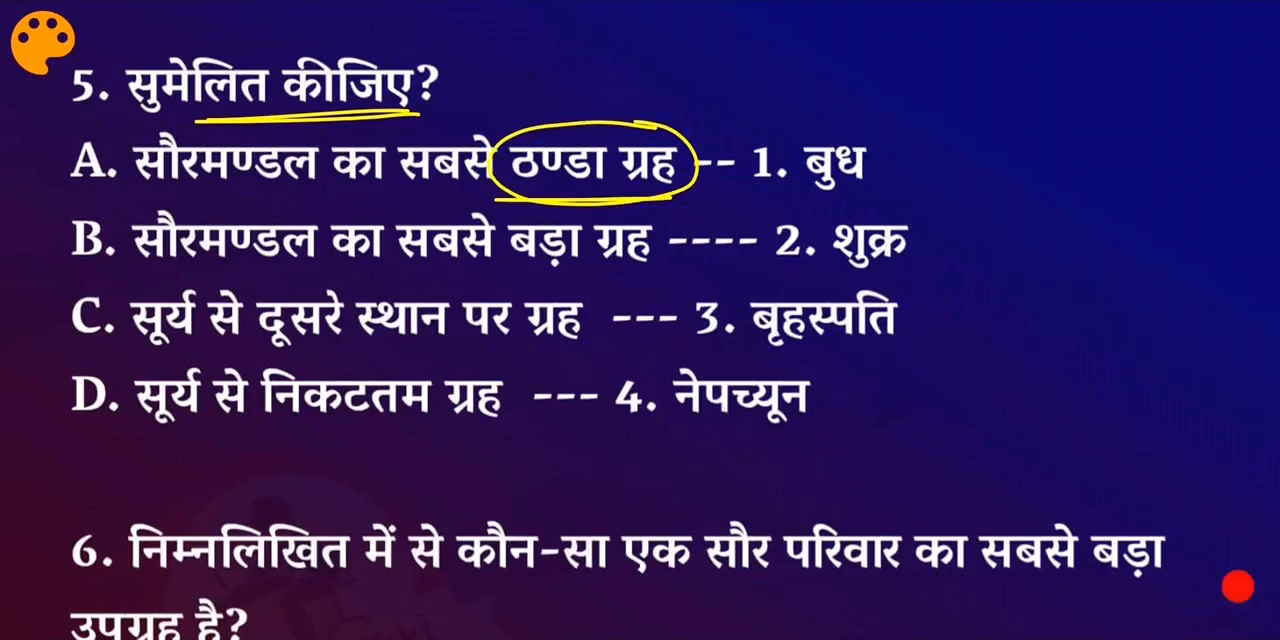 5. सुमेलित कीजिए?
A. सौरमण्डल का सबसे ठण्डा ग्रह -- 1. बुध
B. सौरमण्डल का सबसे बड़ा ग्रह ---- 2. शुक्र
C. सूर्य से दूसरे स्थान पर ग्रह --- 3. बृहस्पति
D. सूर्य से निकटतम ग्रह --- 4. नेपच्यून
6. निम्नलिखित में से कौन-सा एक सौर परिवार का सबसे बड़ा
उपग्रह है?